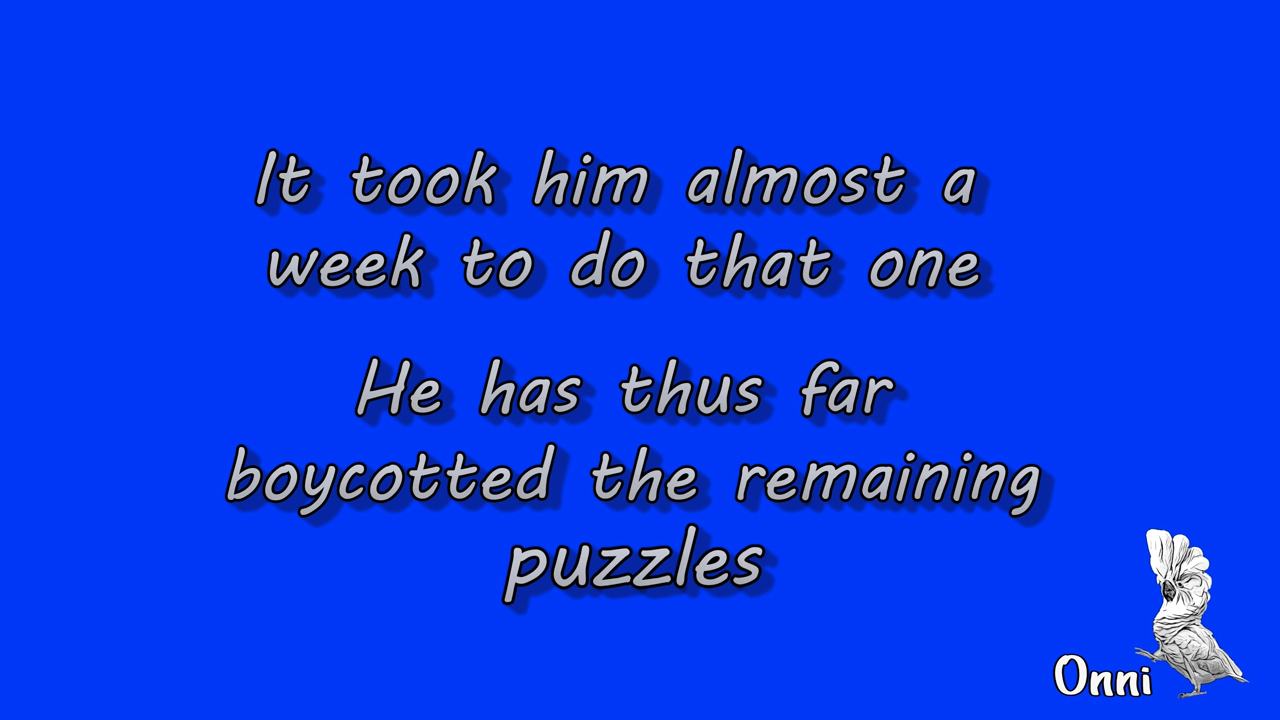 It took him almost a
week to do that one
He has thus far
boycotted the remaining
puzzles
Onni